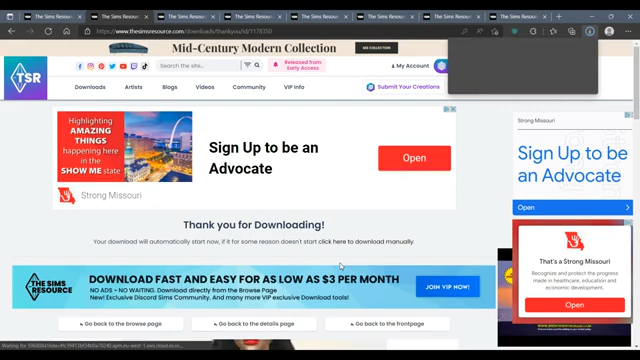 The Sims Resource
The Sims Resource
The Sims Resource
The Sims Resource
The Sims Resource
The Sims Resource
The Sims Resource
https://www.thesimsresource.com/downloads/thankyou/id/1178350
Mid-Century Modern Collection
SEE COLLECTION
TSR
Search the site...
Released from
Early Access
My Account
Downloads
Artists
Blogs
Videos
Community
VIP Info
Submit Your Creations
Highlighting
AMAZING
THINGS
happening here
in the
SHOW ME state
Sign Up to be an
Advocate
Open
Strong Missouri
Strong Missouri
Sign Up to be
an Advocate
Open
Thank you for Downloading!
Your download will automatically start now, if it for some reason doesn't start click here to download manually.
That's a Strong Missouri
Recognize and protect the progress
made in healthcare, education and
economic development.
Open
THE SIMS
RESOURCE
DOWNLOAD FAST AND EASY FOR AS LOW AS $3 PER MONTH
NO ADS - NO WAITING. Download directly from the Browse Page
New! Exclusive Discord Sims Community. And many more VIP exclusive Download tools!
JOIN VIP NOW!
Go back to the browse page
Go back to the details page
Go back to the frontpage